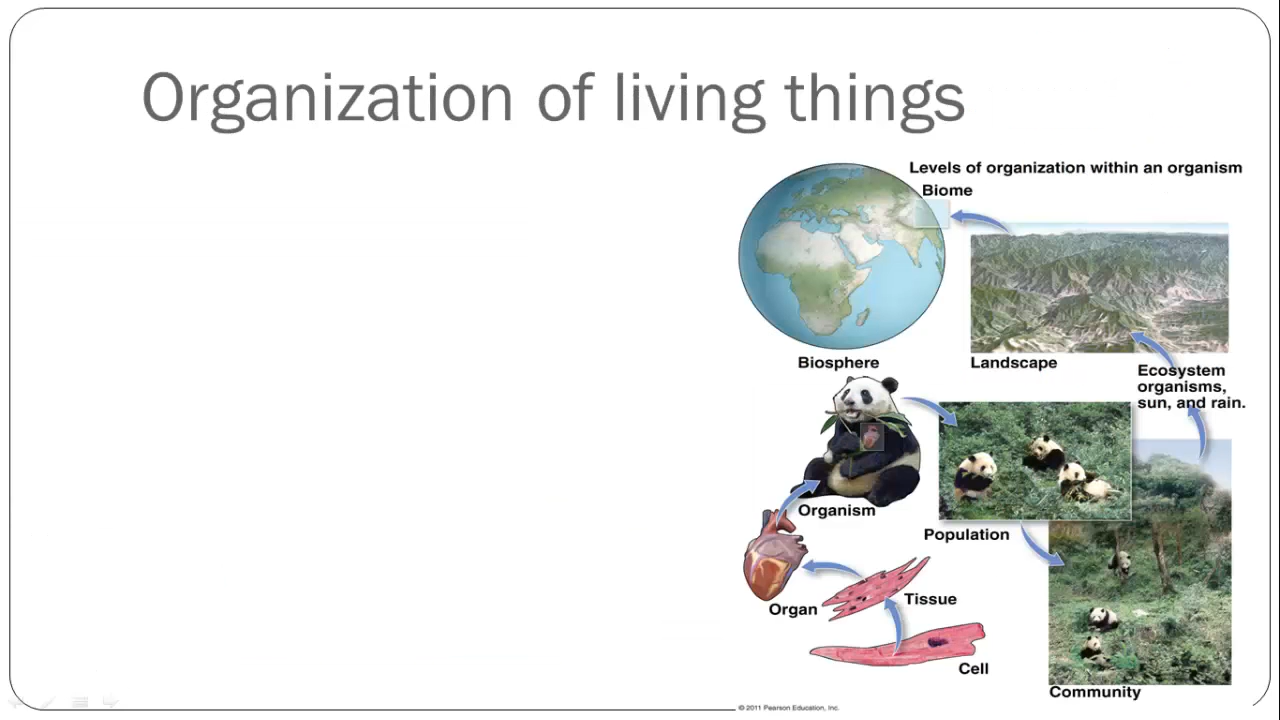 Organization of living things
Levels of organization within an organism
Biome
Biosphere
Landscape
Ecosystem
organisms,
sun, and rain.
Organism
Population
Organ
Tissue
Cell
Community
© 2011 Pearson Education, Inc.